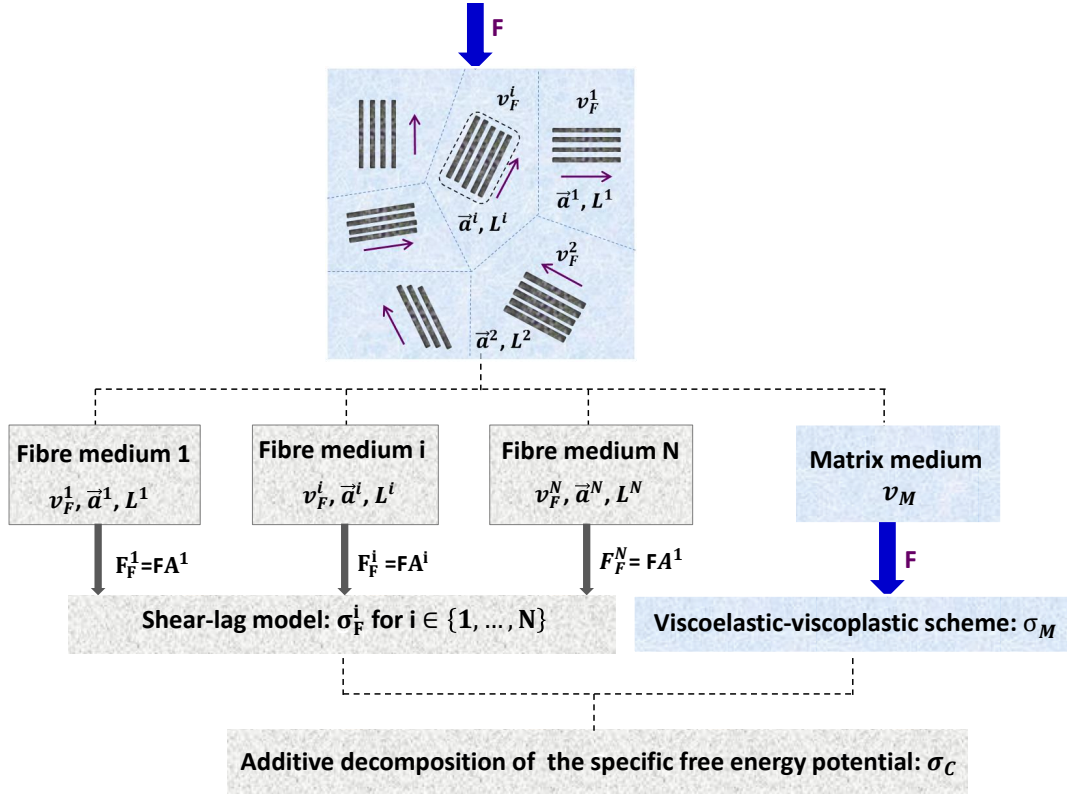 F
v_F^i
v_F^1
a⃗^1, L^1
a⃗^i, L^i
v_F^2
a⃗^2, L^2
Fibre medium 1
v_F^1, a⃗^1, L^1
Fibre medium i
v_F^i, a⃗^i, L^i
Fibre medium N
v_F^N, a⃗^N, L^N
Matrix medium
v_M
F_F^1=FA^1
F_F^i=FA^i
F_F^N= FA^1
F
Shear-lag model: σ_F^i for i ∈ {1, … , N}
Viscoelastic-viscoplastic scheme: σ_M
Additive decomposition of the specific free energy potential: σ_C